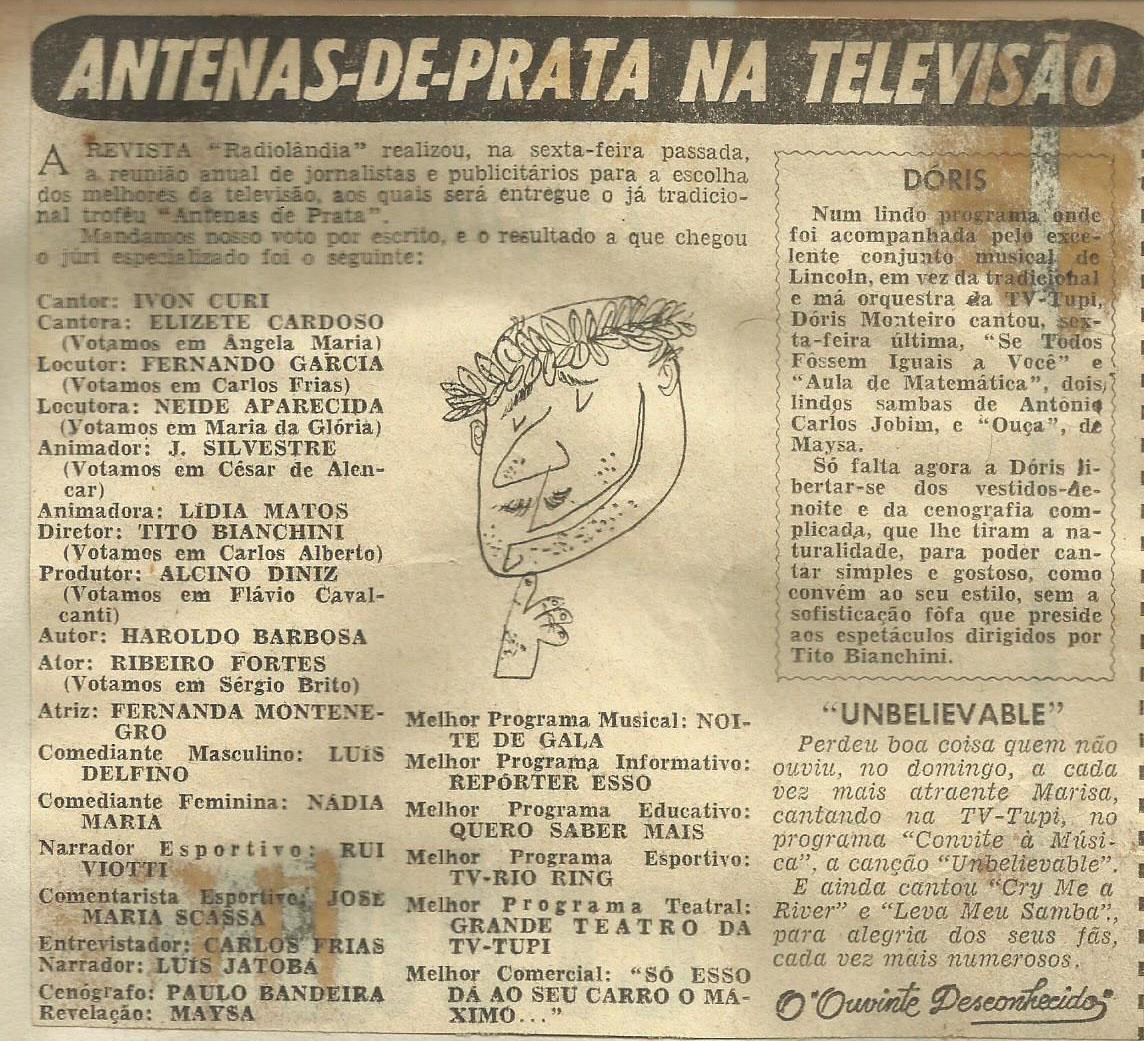 ANTENAS-DE-PRATA NA TELEVISÃO
A REVISTA "Radiolândia" realizou, na sexta-feira passada,
a reunião anual de jornalistas e publicitários para a escolha
dos melhores da televisão, aos quais será entregue o já tradicio-
nal troféu "Antenas de Prata".
Mandamos nosso voto por escrito, e o resultado a que chegou
o júri especializado foi o seguinte:
Cantor: IVON CURI
Cantora: ELIZETE CARDOSO
(Votamos em Ângela Maria)
Locutor: FERNANDO GARCIA
(Votamos em Carlos Frias)
Locutora: NEIDE APARECIDA
(Votamos em Maria da Glória)
Animador: J. SILVESTRE
(Votamos em César de Alen-
car)
Animadora: LÍDIA MATOS
Diretor: TITO BIANCHINI
(Votamos em Carlos Alberto)
Produtor: ALCINO DINIZ
(Votamos em Flávio Caval-
canti)
Autor: HAROLDO BARBOSA
Ator: RIBEIRO FORTES
(Votamos em Sérgio Brito)
Atriz: FERNANDA MONTENE-
GRO
Comediante Masculino: LUÍS
DELFINO
Comediante Feminina: NÁDIA
MARIA
Narrador Esportivo: RUI
VIOTTI
Comentarista Esportivo: JOSÉ
MARIA SCASSA
Entrevistador: CARLOS FRIAS
Narrador: LUÍS JATOBÁ
Cenógrafo: PAULO BANDEIRA
Revelação: MAYSA
Melhor Programa Musical: NOI-
TE DE GALA
Melhor Programa Informativo:
REPÓRTER ESSO
Melhor Programa Educativo:
QUERO SABER MAIS
Melhor Programa Esportivo:
TV-RIO RING
Melhor Programa Teatral:
GRANDE TEATRO DA
TV-TUPI
Melhor Comercial: "SÓ ESSO
DÁ AO SEU CARRO O MÁ-
XIMO..."
DÓRIS
Num lindo programa onde
foi acompanhada pelo exce-
lente conjunto musical de
Lincoln, em vez da tradicional
e má orquestra da TV-Tupi,
Dóris Monteiro cantou, sex-
ta-feira última, "Se Todos
Fôssem Iguais a Você" e
"Aula de Matemática", dois
lindos sambas de Antônio
Carlos Jobim, e "Ouça", de
Maysa.
Só falta agora a Dóris li-
bertar-se dos vestidos-de-
noite e da cenografia com-
plicada, que lhe tiram a na-
turalidade, para poder can-
tar simples e gostoso, como
convém ao seu estilo, sem a
sofisticação fôfa que preside
aos espetáculos dirigidos por
Tito Bianchini.
"UNBELIEVABLE"
Perdeu boa coisa quem não
ouviu, no domingo, a cada
vez mais atraente Marisa,
cantando na TV-Tupi, no
programa "Convite à Músi-
ca", a canção "Unbelievable".
E ainda cantou "Cry Me a
River" e "Leva Meu Samba",
para alegria dos seus fãs,
cada vez mais numerosos.
O "Ouvinte Desconhecido"